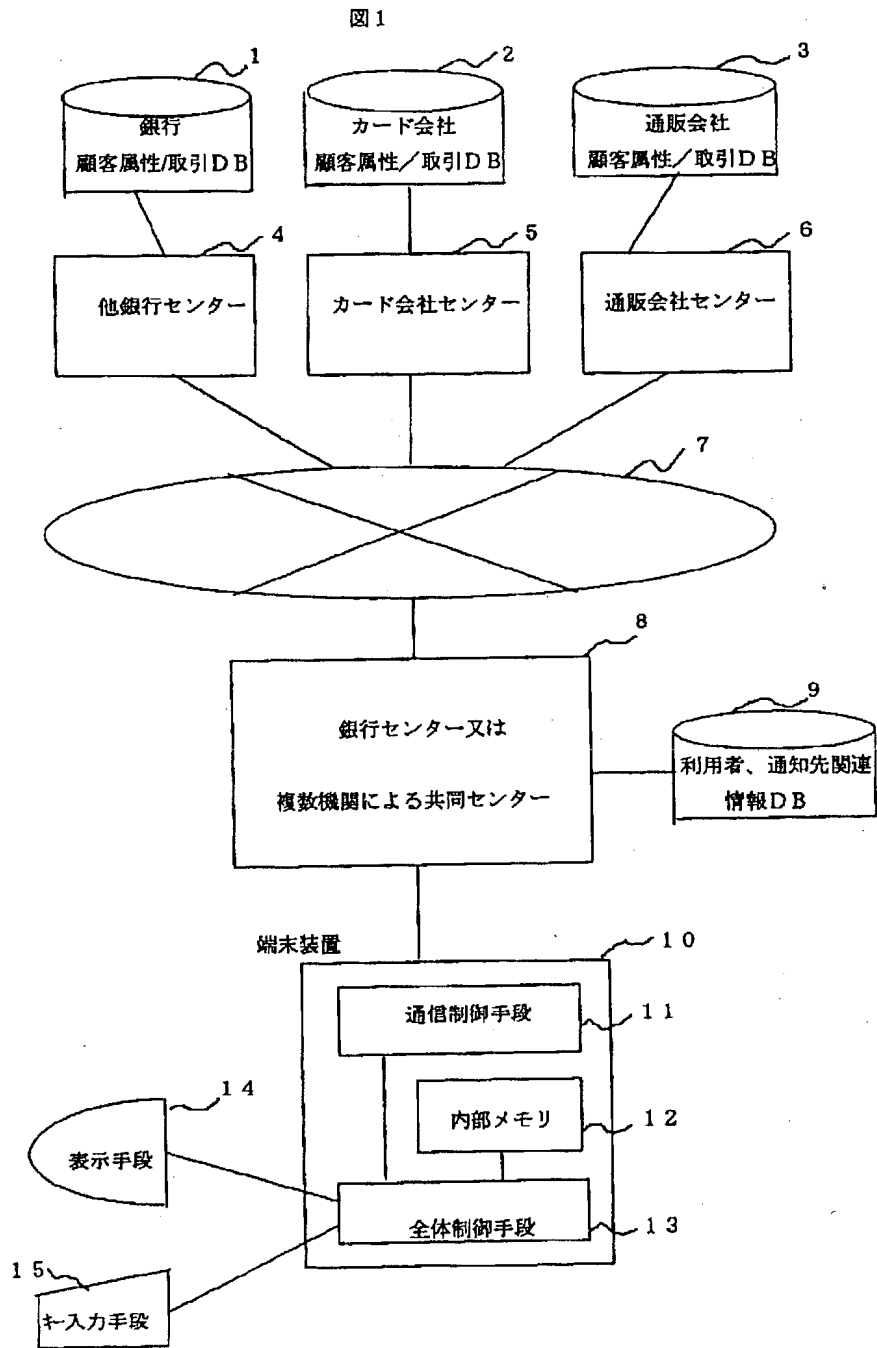 図1
1
2
3
銀行
顧客属性/取引DB
カード会社
顧客属性／取引DB
通販会社
顧客属性／取引DB
4
5
6
他銀行センター
カード会社センター
通販会社センター
7
8
銀行センター又は
複数機関による共同センター
9
利用者、通知先関連
情報DB
端末装置
10
通信制御手段
11
内部メモリ
12
全体制御手段
13
14
表示手段
15
キー入力手段